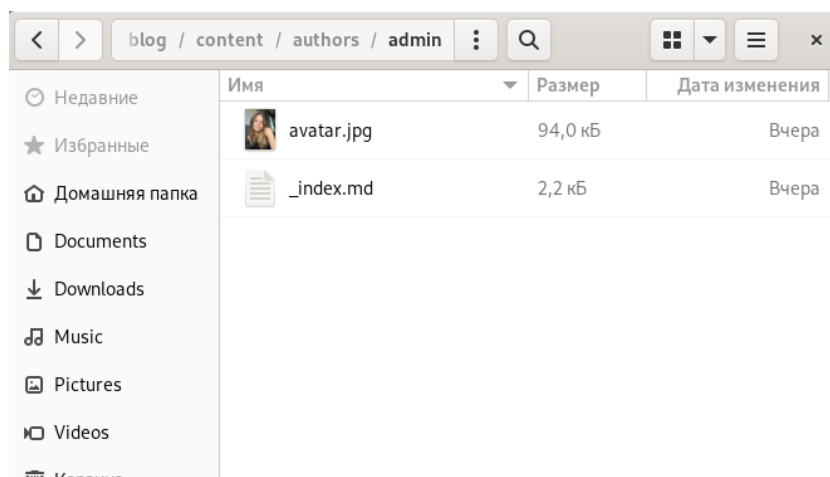 blog / content / authors / admin
Имя Размер Дата изменения
Недавние
avatar.jpg 94,0 кБ Вчера
Избранные
_index.md 2,2 кБ Вчера
Домашняя папка
Documents
Downloads
Music
Pictures
Videos